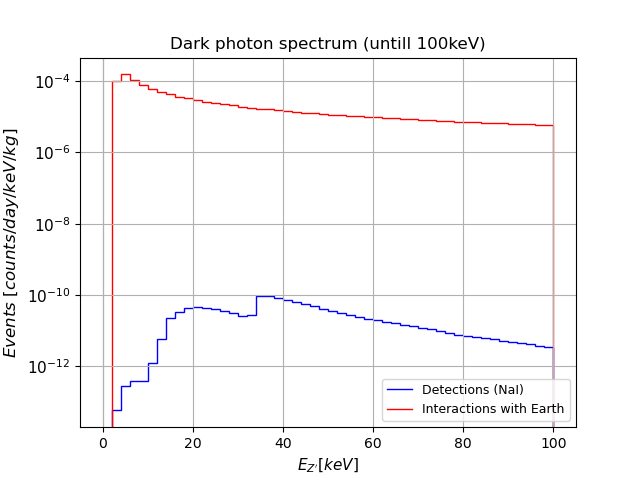 Dark photon spectrum (untill 100keV)
Events [counts/day/keV/kg]
10⁻⁴
10⁻⁶
10⁻⁸
10⁻¹⁰
10⁻¹²
Detections (NaI)
Interactions with Earth
0 20 40 60 80 100
E_{Z'}[keV]